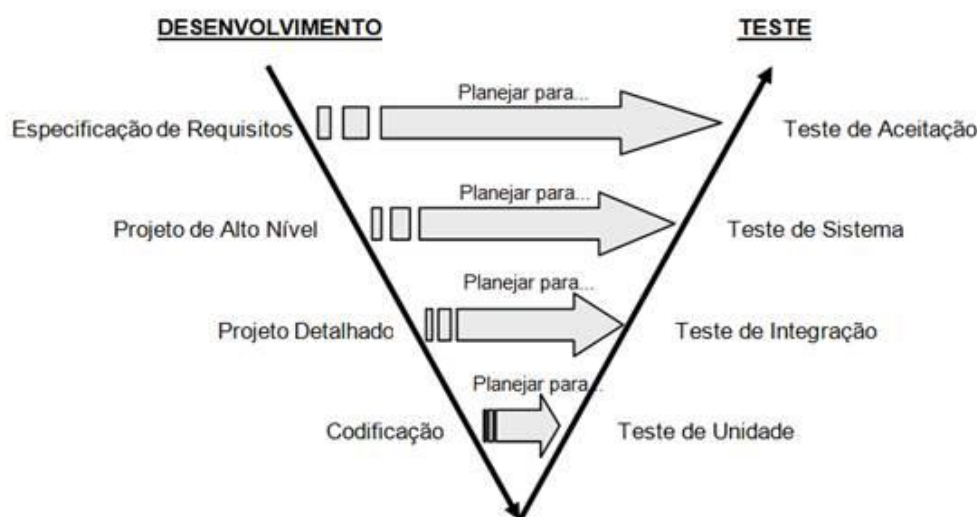 DESENVOLVIMENTO TESTE
Planejar para...
Especificação de Requisitos Teste de Aceitação
Planejar para...
Projeto de Alto Nível Teste de Sistema
Planejar para...
Projeto Detalhado Teste de Integração
Planejar para...
Codificação Teste de Unidade